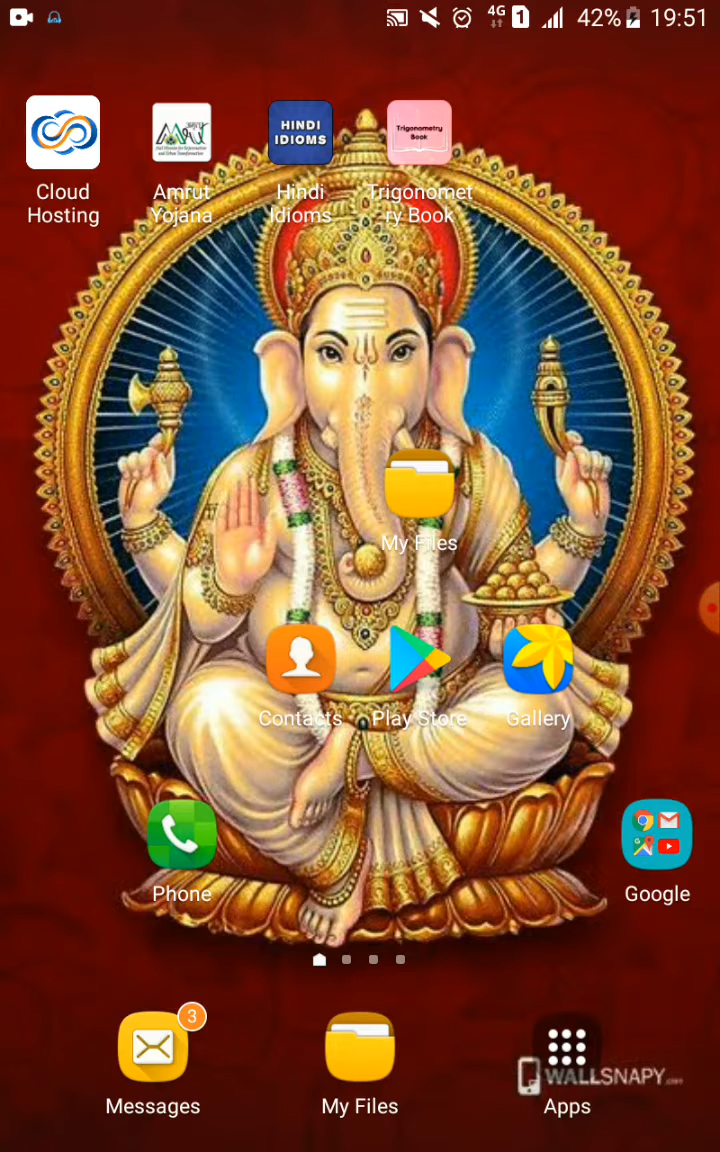 4G
1
42%
19:51
HINDI
IDIOMS
Trigonometry
Book
Cloud
Hosting
Amrut
Yojana
Hindi
Idioms
Trigonomet
ry Book
My Files
Contacts
Play Store
Gallery
Phone
Google
3
WALLSNAPY.com
Messages
My Files
Apps